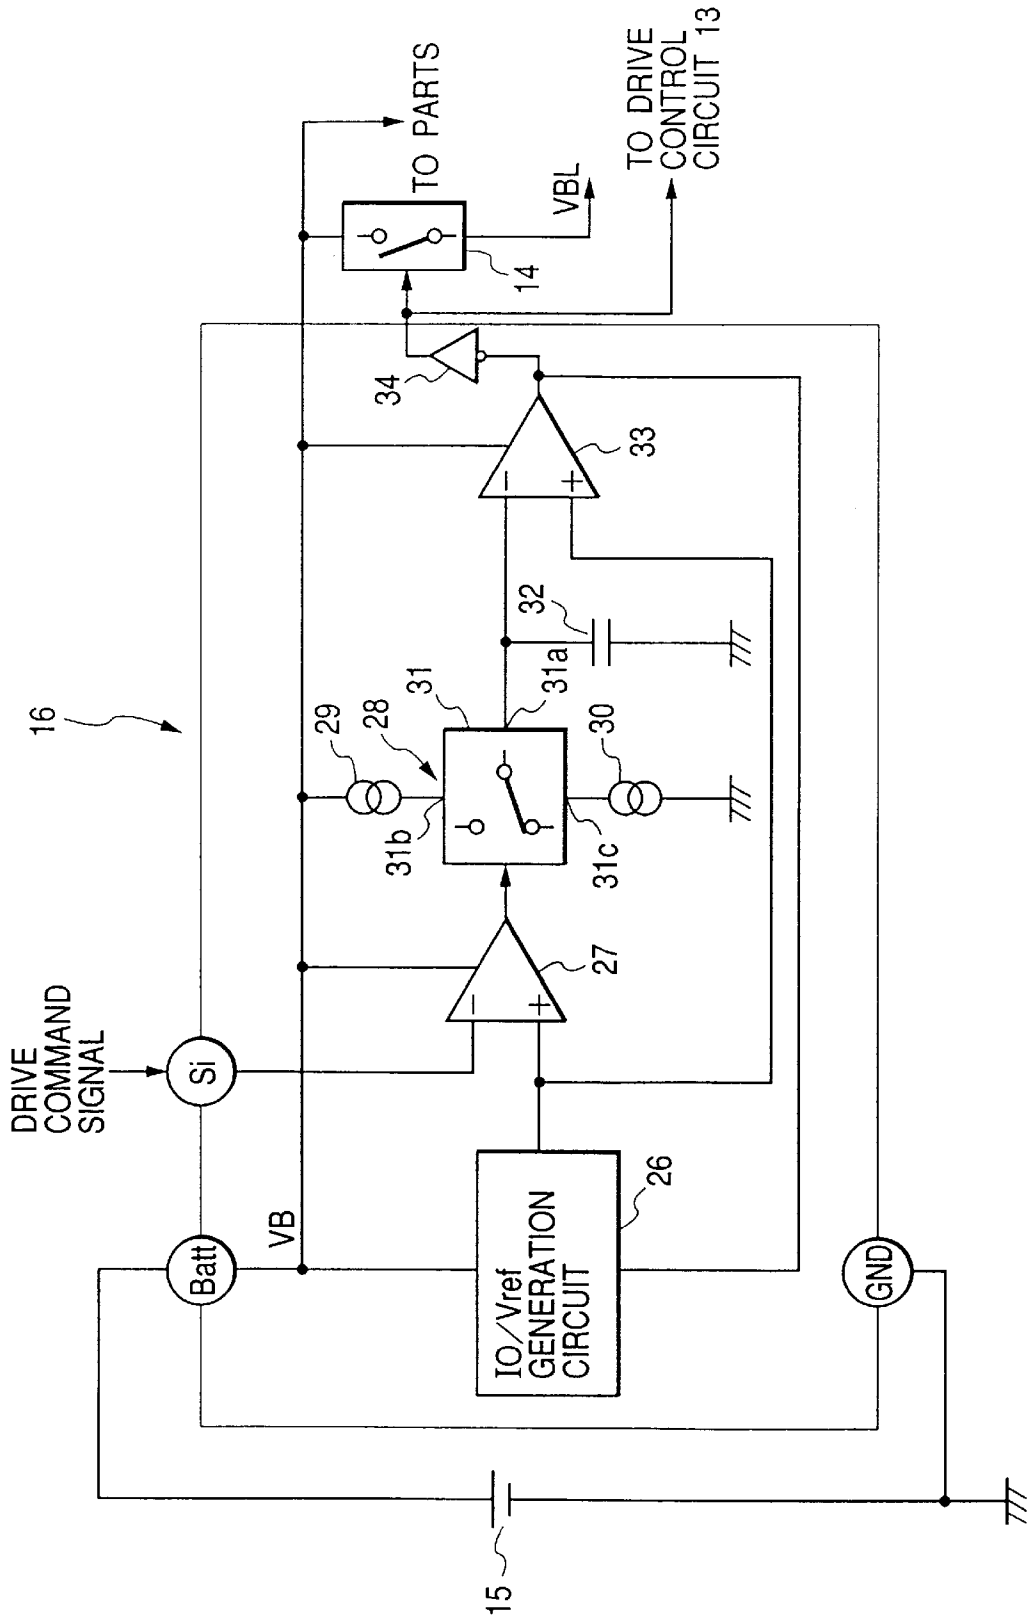 16
DRIVE
COMMAND
SIGNAL
Batt
Si
VB
15
IO/Vref
GENERATION
CIRCUIT
26
GND
−
+
27
29
28
31
31b
31a
31c
30
32
−
+
33
34
14
TO PARTS
VBL
TO DRIVE
CONTROL
CIRCUIT 13